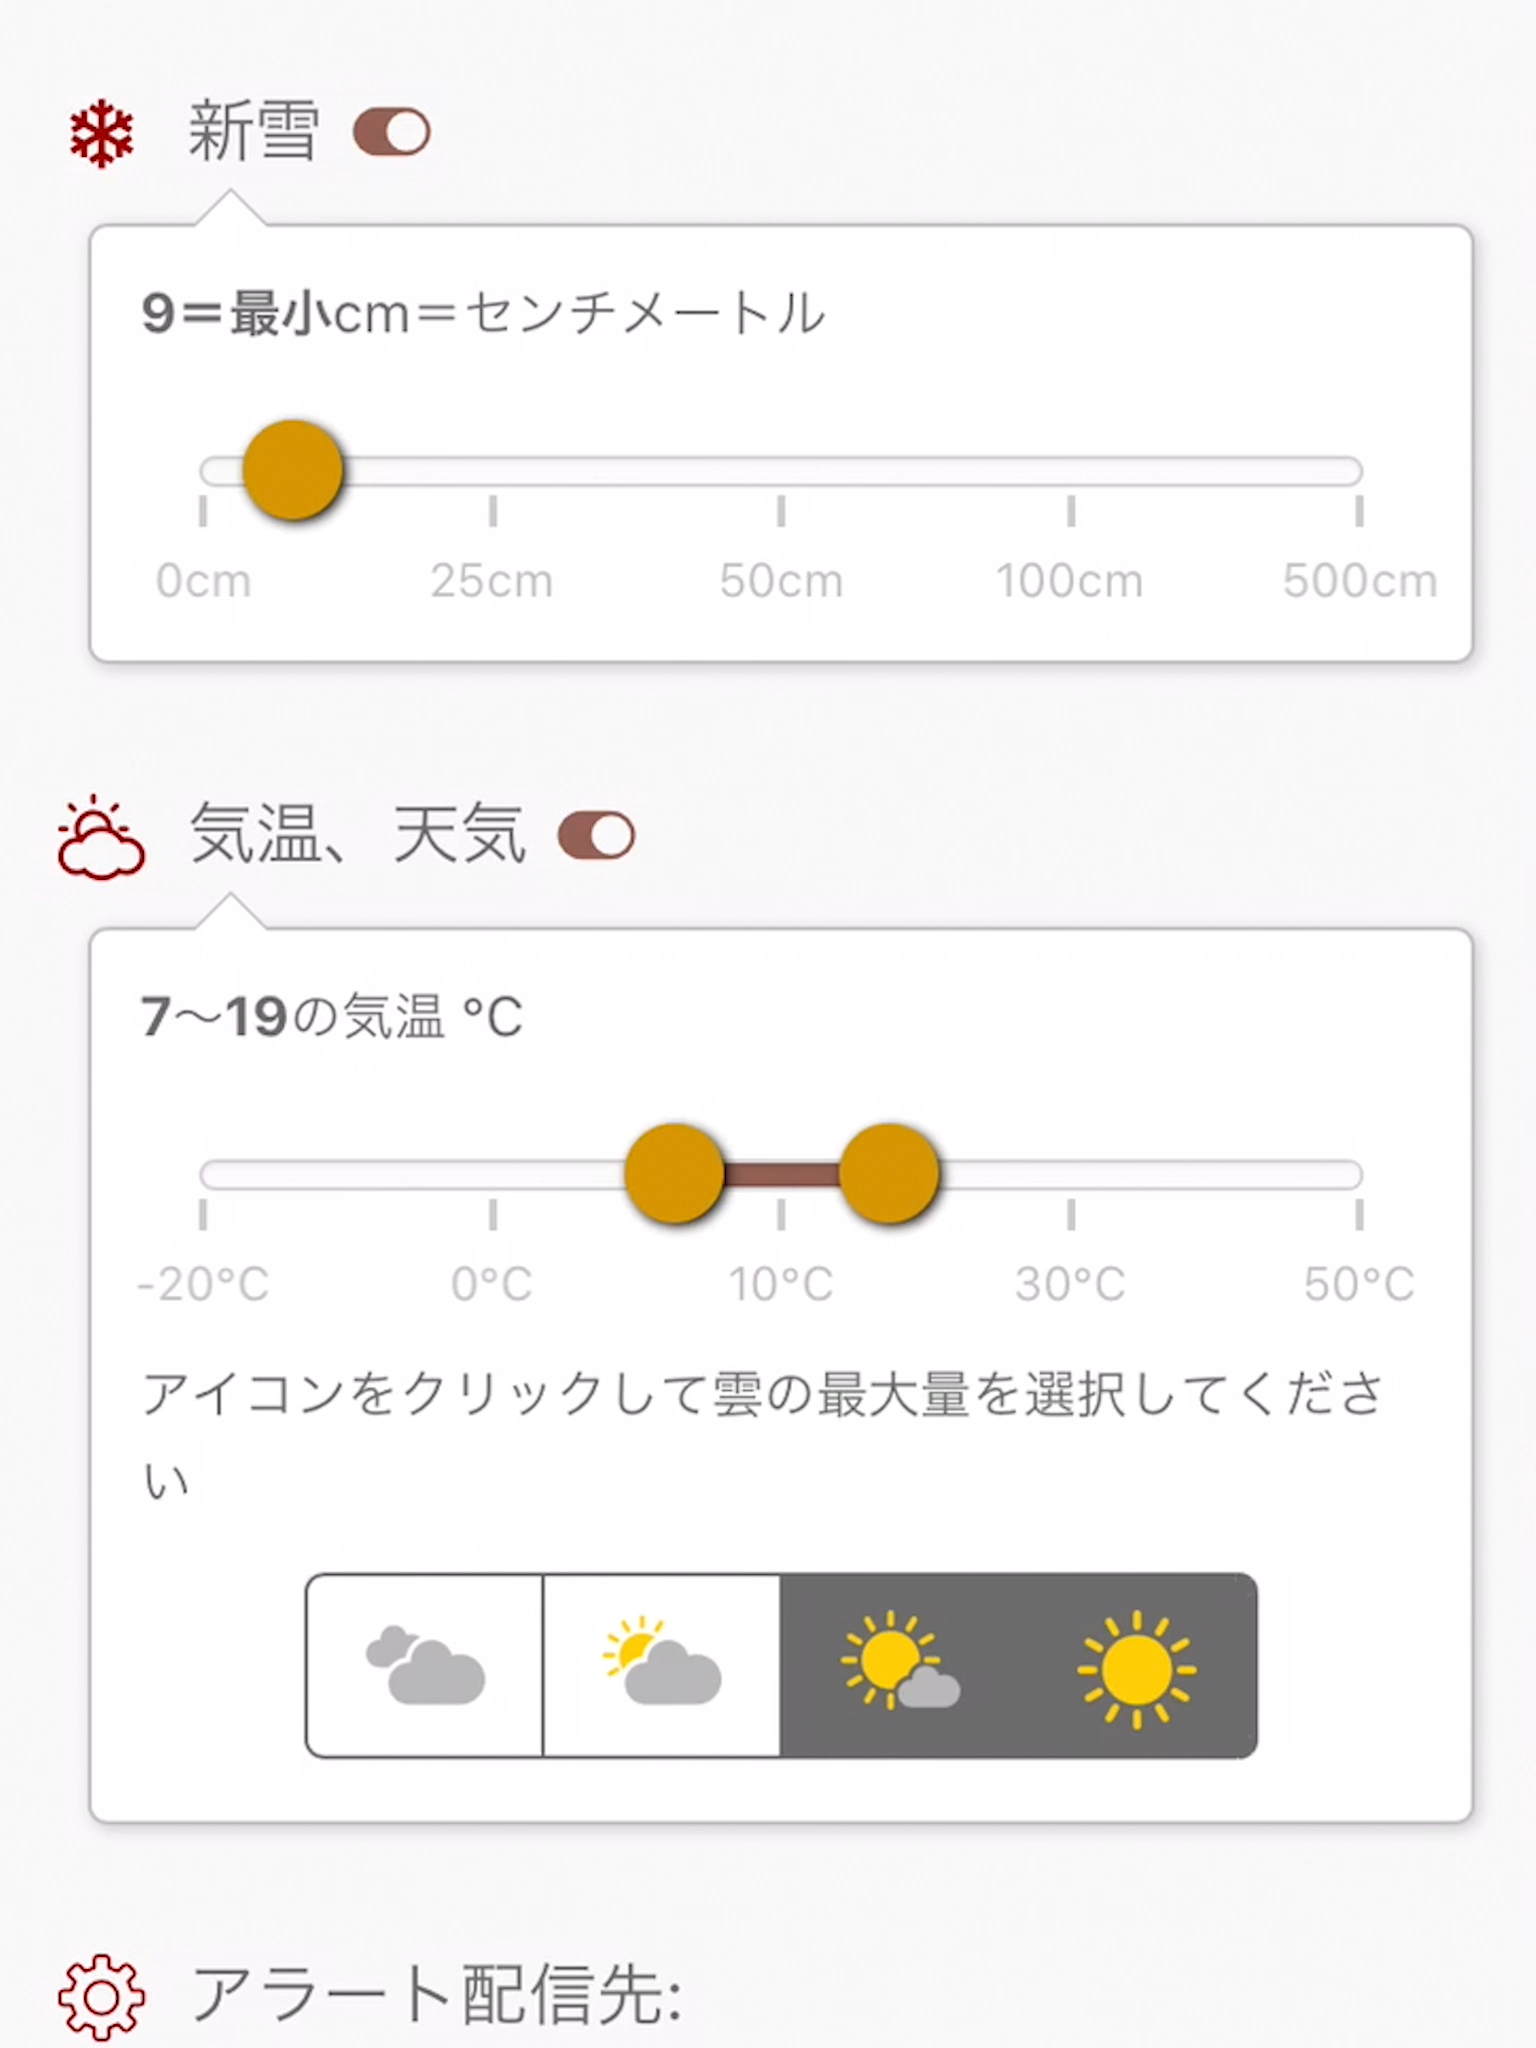 新雪
9＝最小cm＝センチメートル
0cm 25cm 50cm 100cm 500cm
気温、天気
7〜19の気温 °C
-20°C 0°C 10°C 30°C 50°C
アイコンをクリックして雲の最大量を選択してくださ
い
アラート配信先: